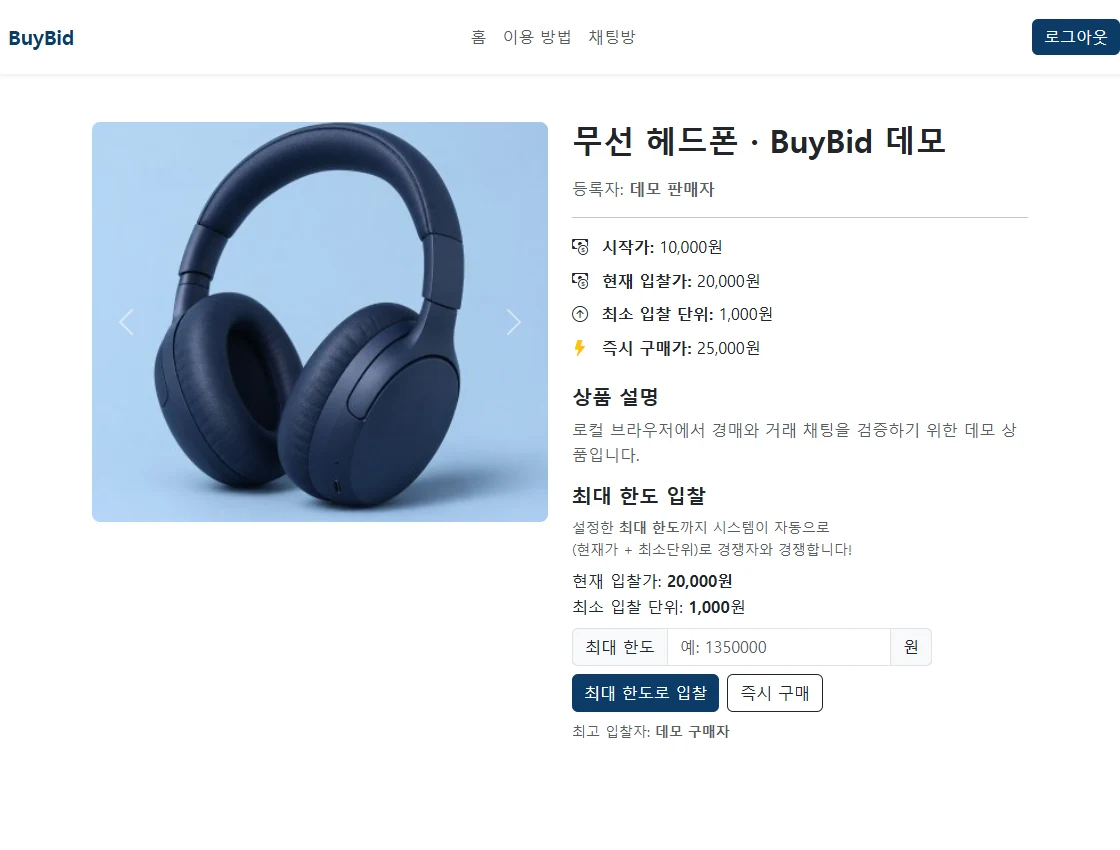 BuyBid
홈 이용 방법 채팅방
로그아웃
무선 헤드폰 · BuyBid 데모
등록자: 데모 판매자
시작가: 10,000원
현재 입찰가: 20,000원
최소 입찰 단위: 1,000원
즉시 구매가: 25,000원
상품 설명
로컬 브라우저에서 경매와 거래 채팅을 검증하기 위한 데모 상
품입니다.
최대 한도 입찰
설정한 최대 한도까지 시스템이 자동으로
(현재가 + 최소단위)로 경쟁자와 경쟁합니다!
현재 입찰가: 20,000원
최소 입찰 단위: 1,000원
최대 한도 예: 1350000 원
최대 한도로 입찰 즉시 구매
최고 입찰자: 데모 구매자